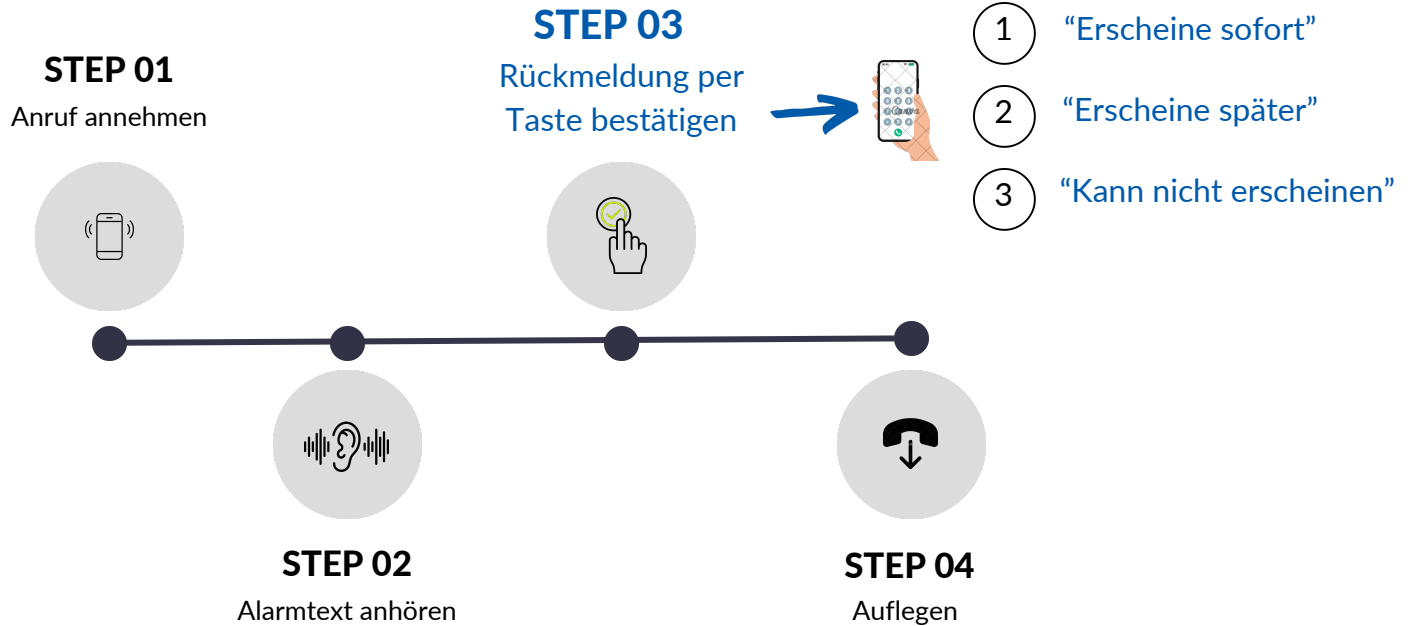 STEP 01
Anruf annehmen
STEP 02
Alarmtext anhören
STEP 03
Rückmeldung per
Taste bestätigen
1 “Erscheine sofort”
2 “Erscheine später”
3 “Kann nicht erscheinen”
STEP 04
Auflegen